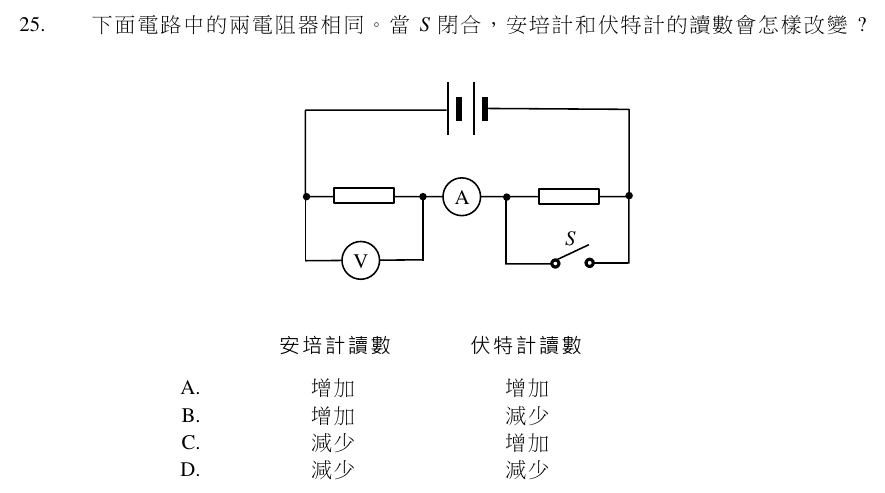 25. 下面電路中的兩電阻器相同。當 S 閉合，安培計和伏特計的讀數會怎樣改變？
A
S
V
安培計讀數 伏特計讀數
A. 增加 增加
B. 增加 減少
C. 減少 增加
D. 減少 減少